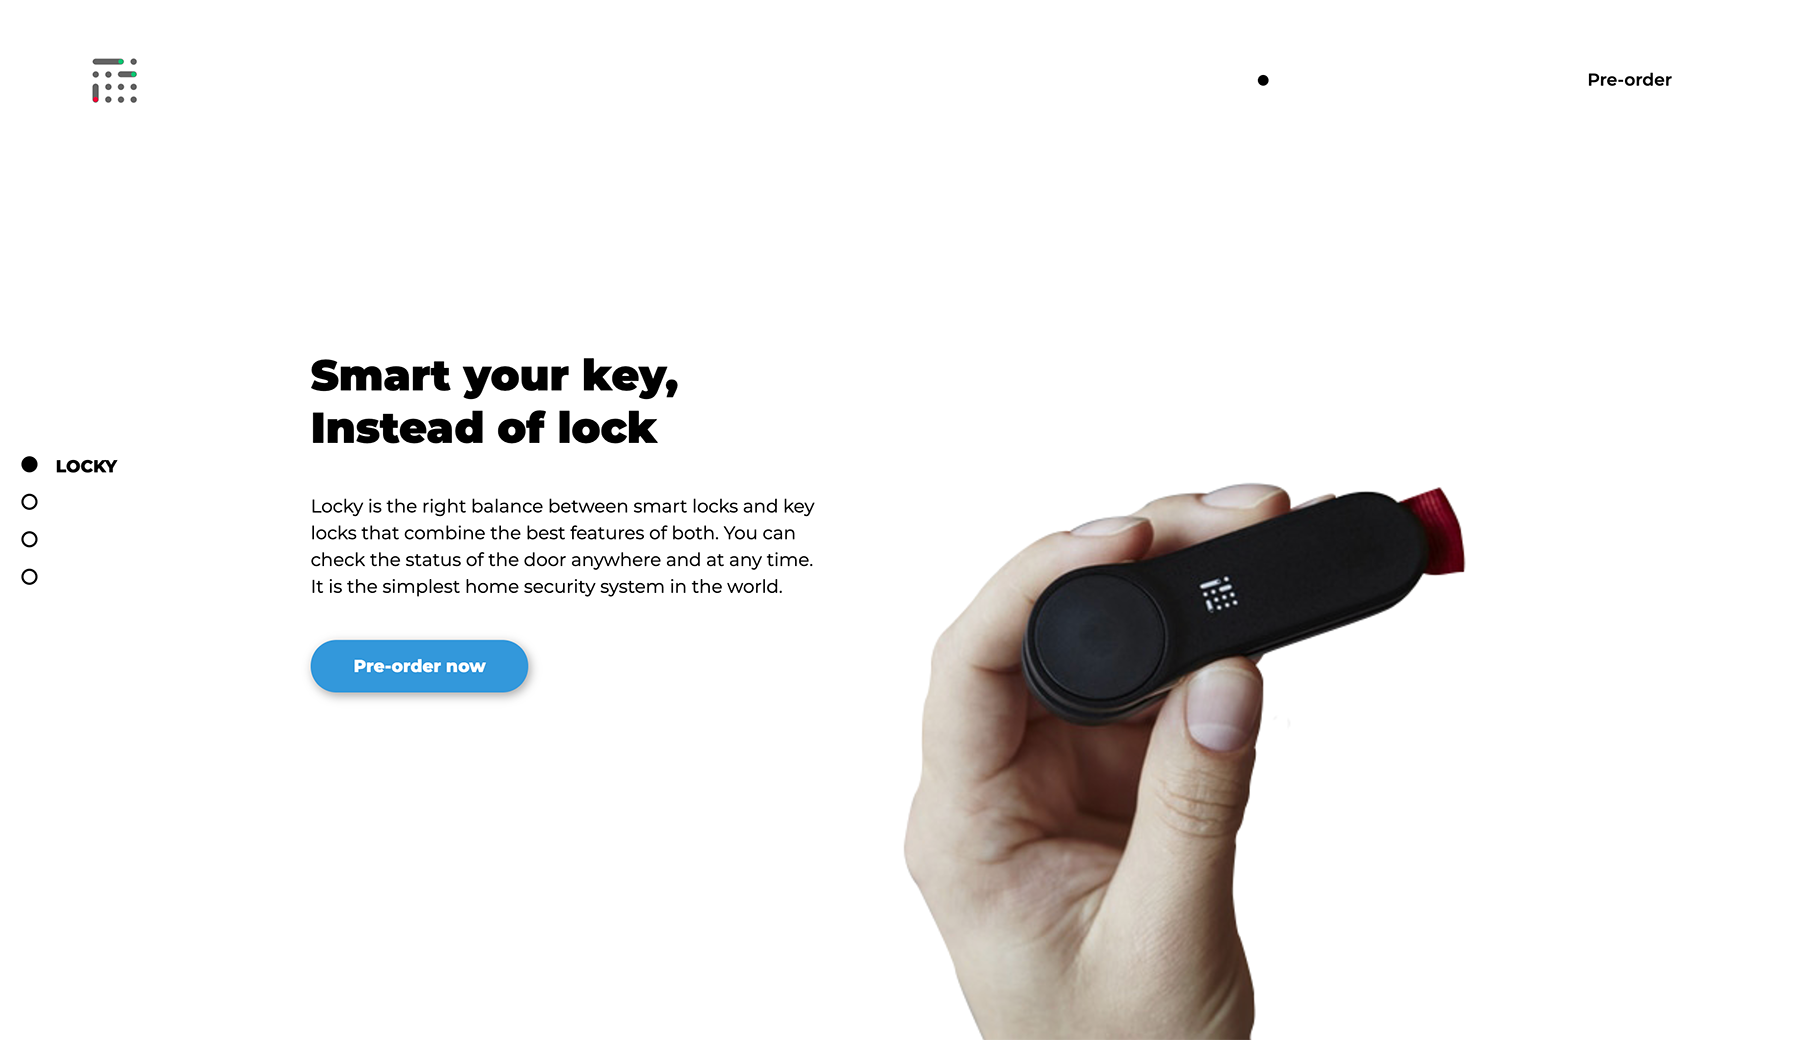 Pre-order
Smart your key,
Instead of lock
LOCKY
Locky is the right balance between smart locks and key
locks that combine the best features of both. You can
check the status of the door anywhere and at any time.
It is the simplest home security system in the world.
Pre-order now